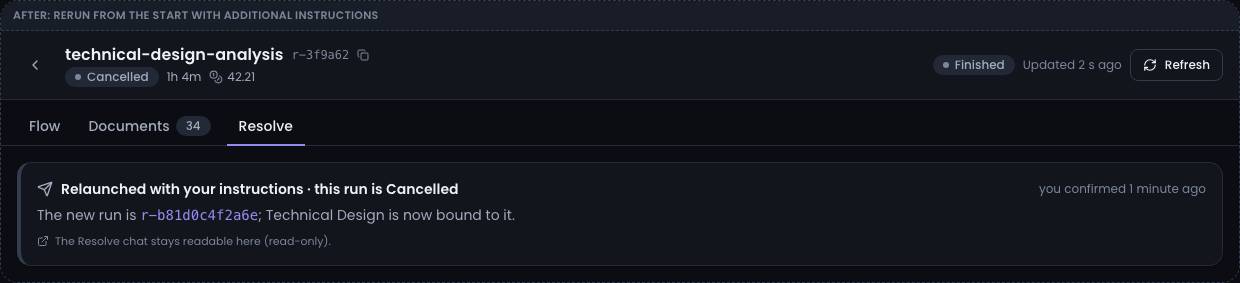 AFTER: RERUN FROM THE START WITH ADDITIONAL INSTRUCTIONS
technical-design-analysis r-3f9a62
Cancelled 1h 4m 42.21
Finished Updated 2 s ago Refresh
Flow Documents 34 Resolve
Relaunched with your instructions · this run is Cancelled you confirmed 1 minute ago
The new run is r-b81d0c4f2a6e; Technical Design is now bound to it.
The Resolve chat stays readable here (read-only).